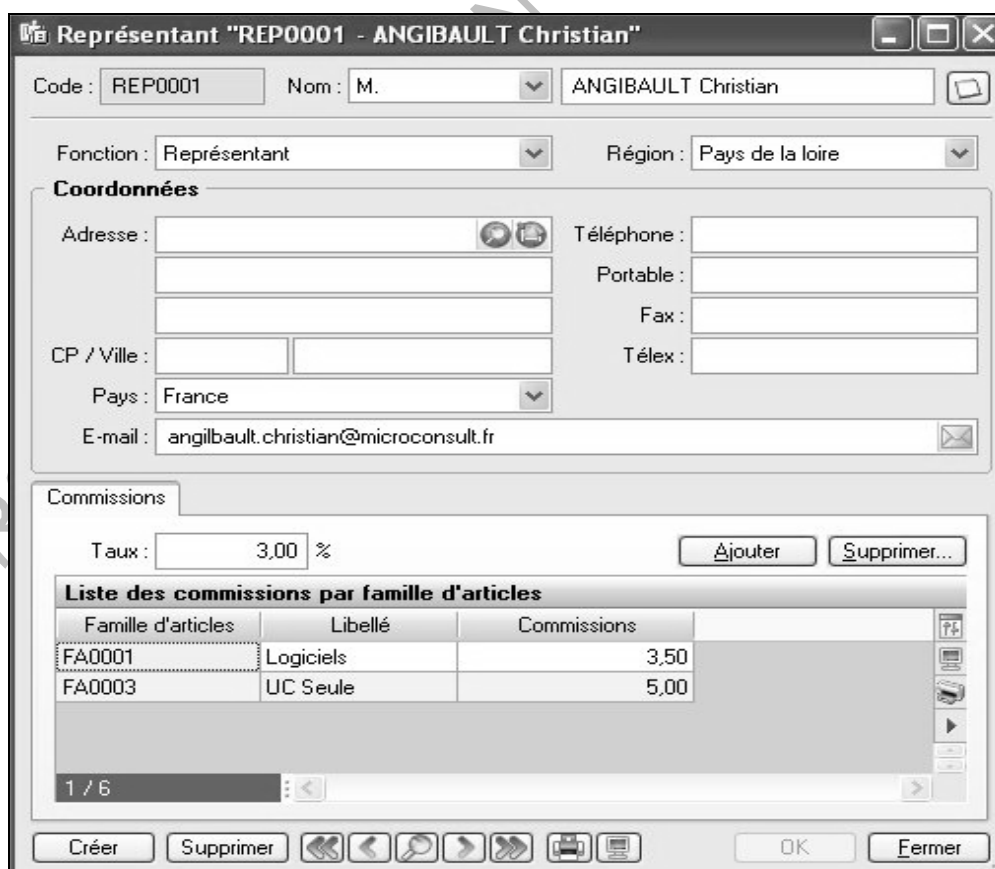 Représentant "REP0001 - ANGIBAULT Christian"
Code : REP0001 Nom : M. ANGIBAULT Christian
Fonction : Représentant Région : Pays de la loire
Coordonnées
Adresse : Téléphone :
Portable :
Fax :
CP / Ville : Télex :
Pays : France
E-mail : angilbault.christian@microconsult.fr
Commissions
Taux : 3,00 % Ajouter Supprimer...
Liste des commissions par famille d'articles
Famille d'articles Libellé Commissions
FA0001 Logiciels 3,50
FA0003 UC Seule 5,00
1 / 6
Créer Supprimer OK Fermer